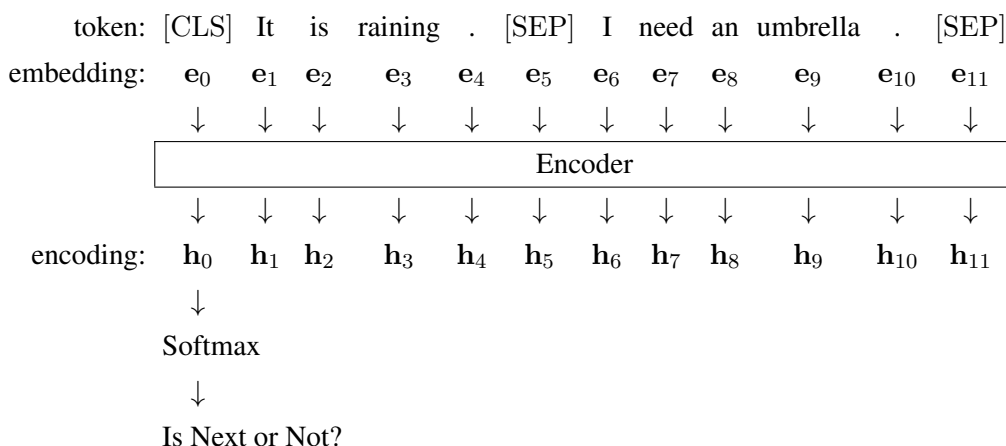 token: [CLS] It is raining . [SEP] I need an umbrella . [SEP]
embedding: e₀ e₁ e₂ e₃ e₄ e₅ e₆ e₇ e₈ e₉ e₁₀ e₁₁
↓ ↓ ↓ ↓ ↓ ↓ ↓ ↓ ↓ ↓ ↓ ↓
Encoder
↓ ↓ ↓ ↓ ↓ ↓ ↓ ↓ ↓ ↓ ↓ ↓
encoding: h₀ h₁ h₂ h₃ h₄ h₅ h₆ h₇ h₈ h₉ h₁₀ h₁₁
↓
Softmax
↓
Is Next or Not?